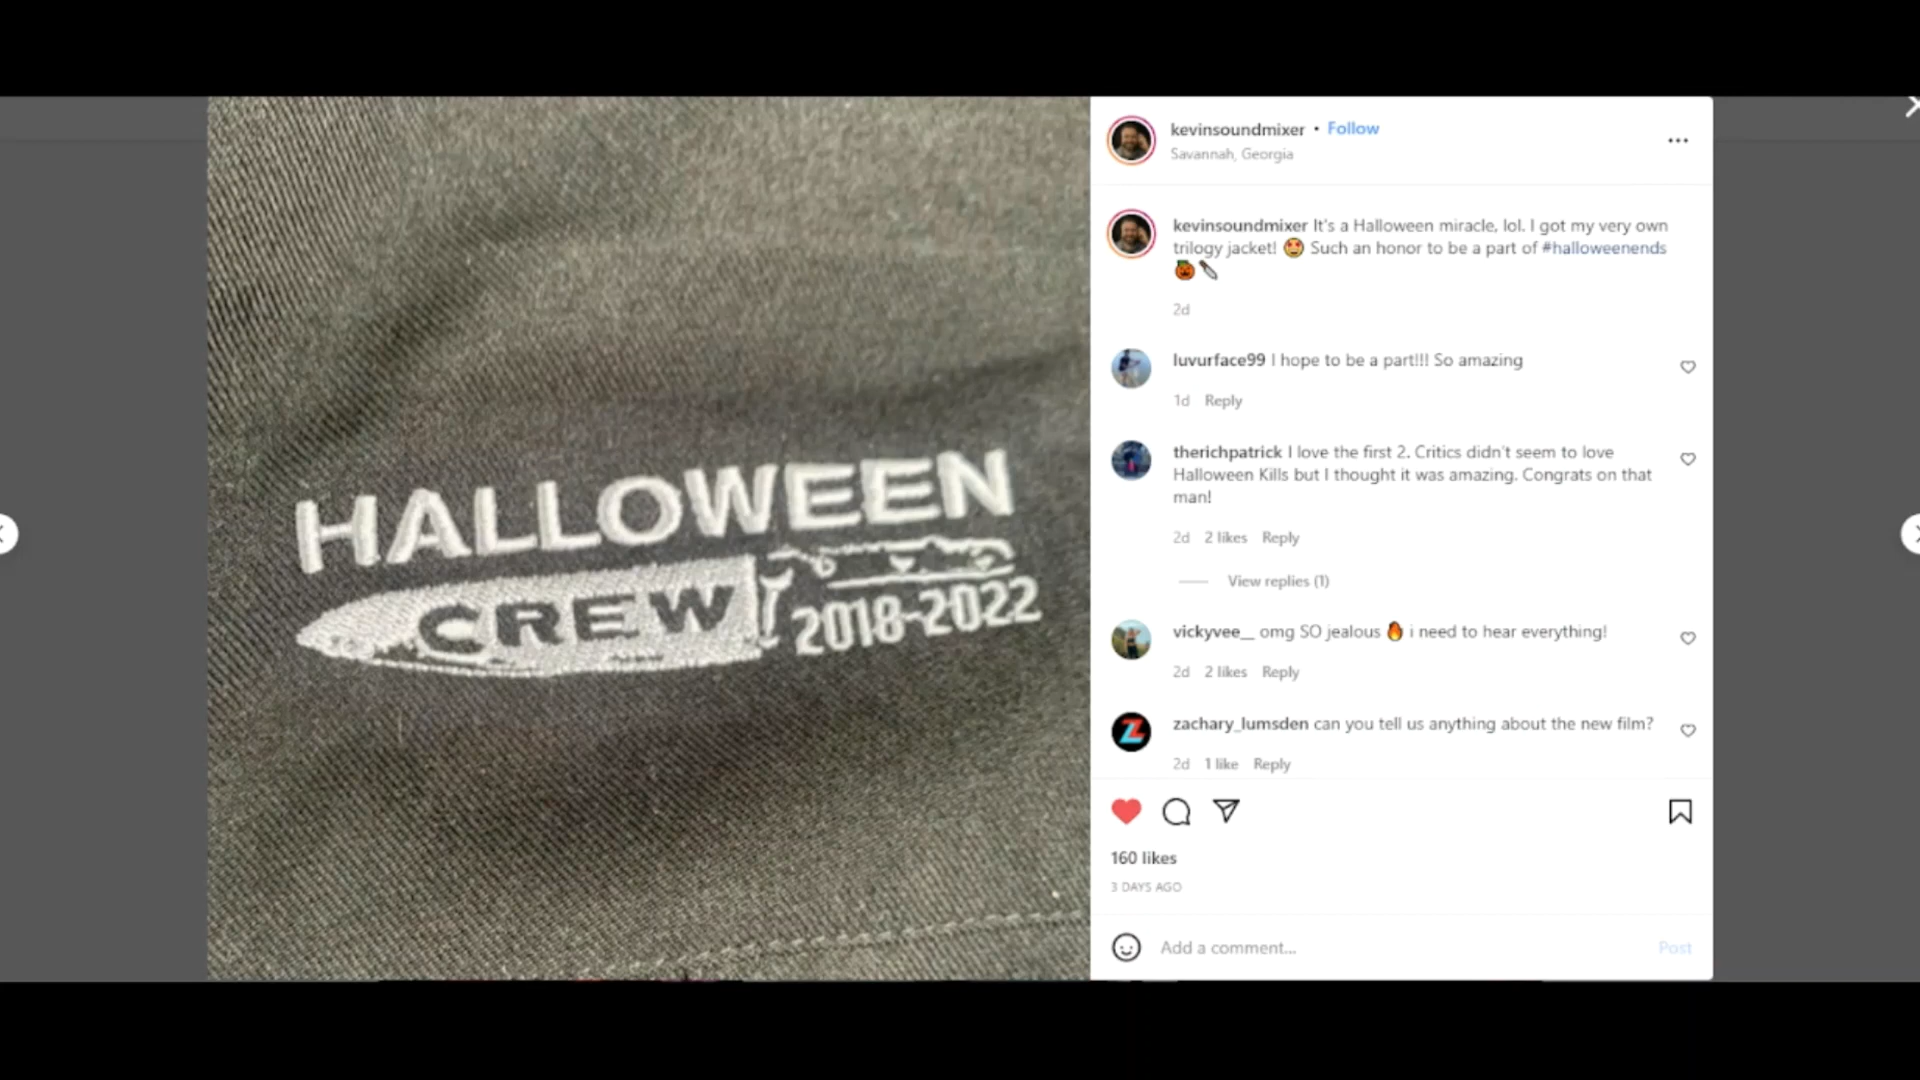 HALLOWEEN
CREW
2018-2022
kevinsoundmixer • Follow
Savannah, Georgia
kevinsoundmixer It's a Halloween miracle, lol. I got my very own
trilogy jacket! 🤩 Such an honor to be a part of #halloweenends
🎃🔪
2d
luvurface99 I hope to be a part!!! So amazing
1d Reply
therichpatrick I love the first 2. Critics didn't seem to love
Halloween Kills but I thought it was amazing. Congrats on that
man!
2d 2 likes Reply
View replies (1)
vickyvee__ omg SO jealous 🔥 i need to hear everything!
2d 2 likes Reply
zachary_lumsden can you tell us anything about the new film?
2d 1 like Reply
160 likes
3 DAYS AGO
Add a comment... Post